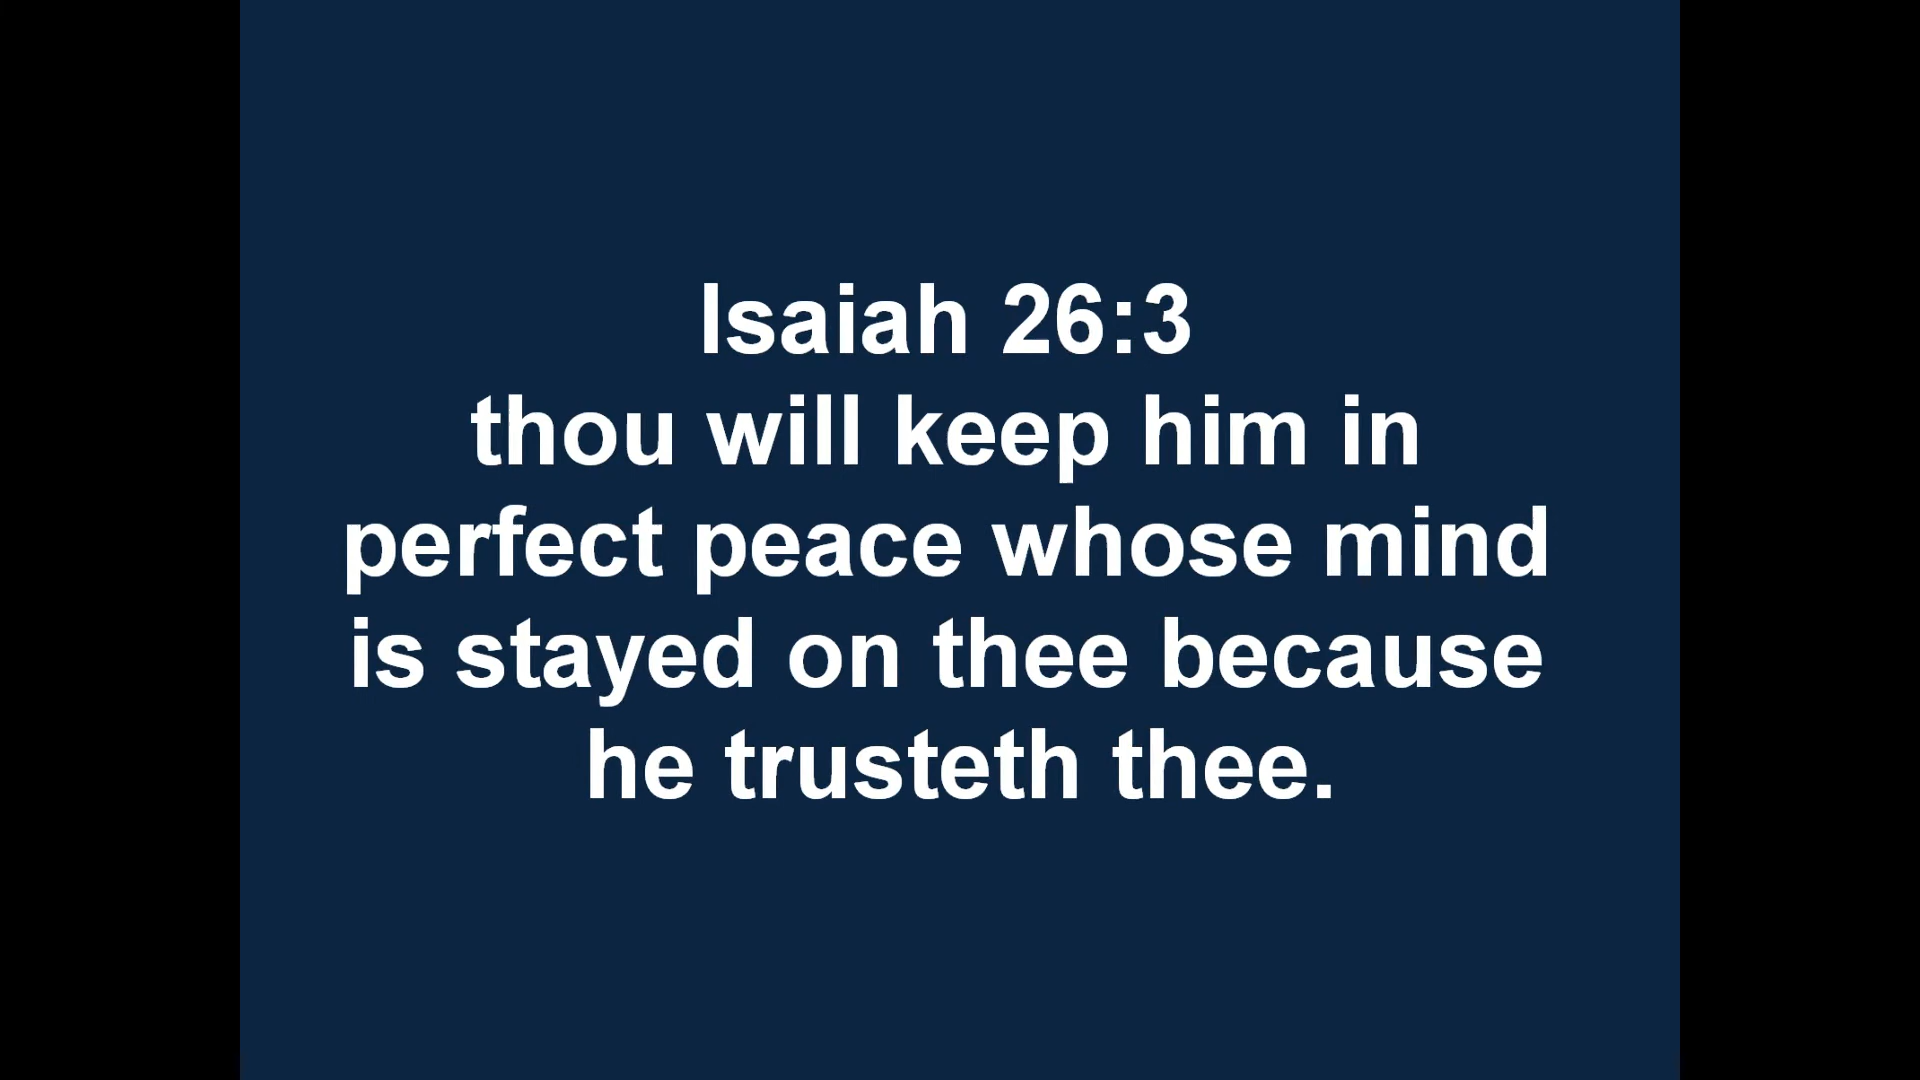 Isaiah 26:3
thou will keep him in
perfect peace whose mind
is stayed on thee because
he trusteth thee.